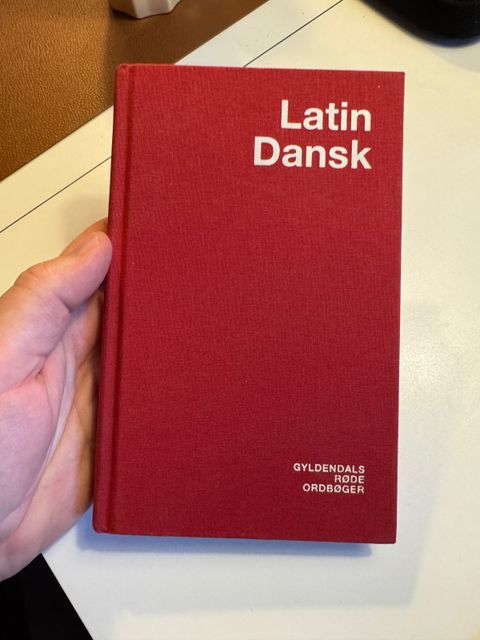 Latin
Dansk
GYLDENDALS
RØDE
ORDBØGER